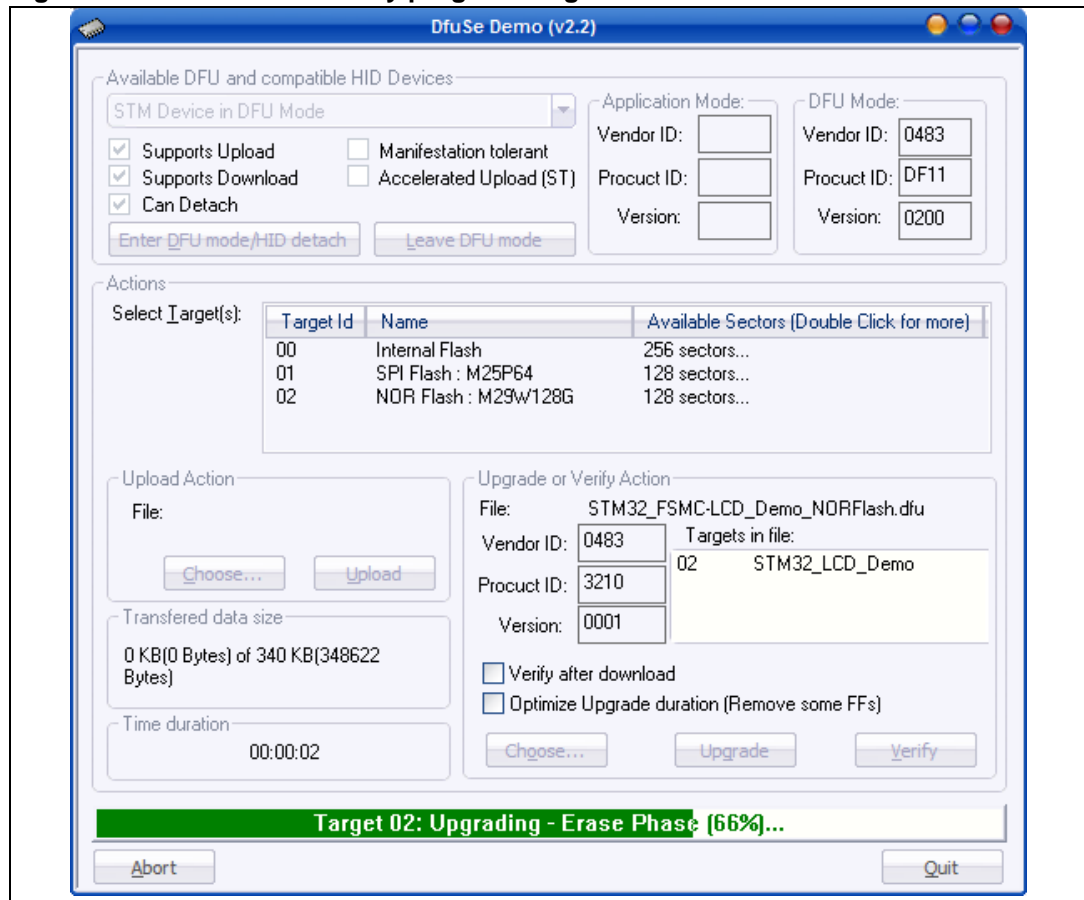 DfuSe Demo (v2.2)
Available DFU and compatible HID Devices
STM Device in DFU Mode
Supports Upload
Manifestation tolerant
Supports Download
Accelerated Upload (ST)
Can Detach
Enter DFU mode/HID detach
Leave DFU mode
Application Mode:
Vendor ID:
Procuct ID:
Version:
DFU Mode:
Vendor ID: 0483
Procuct ID: DF11
Version: 0200
Actions
Select Target(s):
Target Id Name Available Sectors (Double Click for more)
00 Internal Flash 256 sectors...
01 SPI Flash : M25P64 128 sectors...
02 NOR Flash : M29W128G 128 sectors...
Upload Action
File:
Choose... Upload
Transfered data size
0 KB(0 Bytes) of 340 KB(348622
Bytes)
Time duration
00:00:02
Upgrade or Verify Action
File: STM32_FSMC-LCD_Demo_NORFlash.dfu
Vendor ID: 0483
Procuct ID: 3210
Version: 0001
Targets in file:
02 STM32_LCD_Demo
Verify after download
Optimize Upgrade duration (Remove some FFs)
Choose... Upgrade Verify
Target 02: Upgrading - Erase Phase (66%)...
Abort Quit